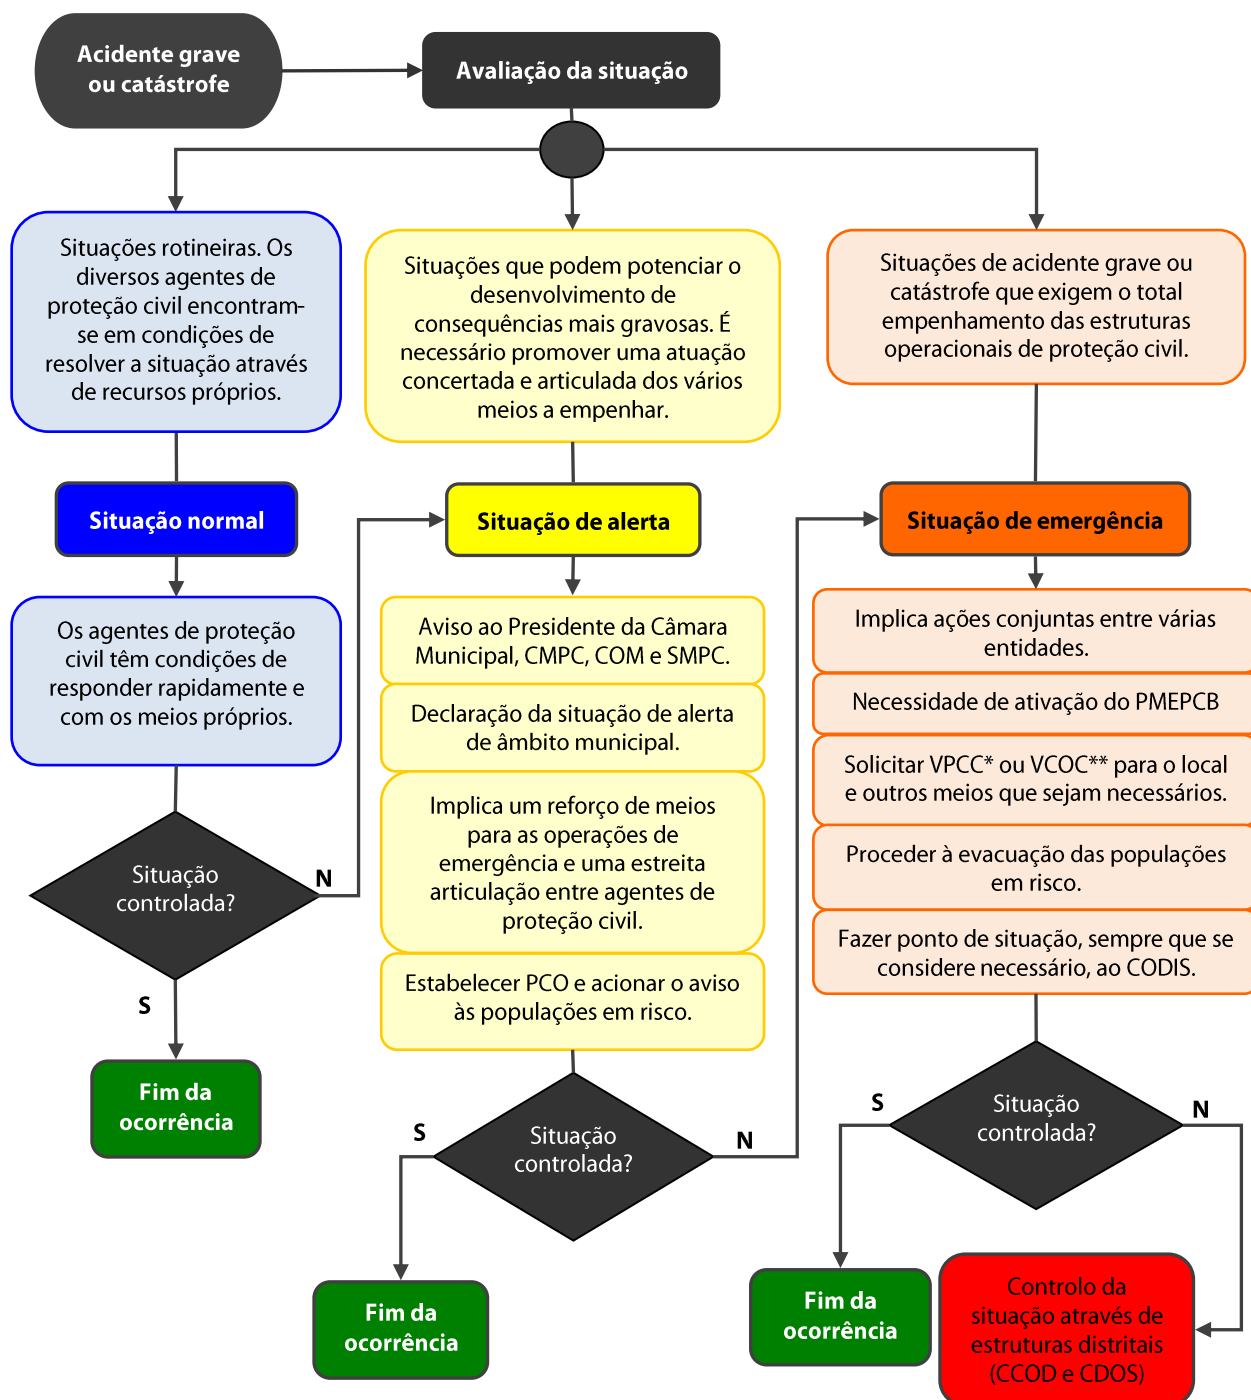 Acidente grave
ou catástrofe
Avaliação da situação
Situações rotineiras. Os
diversos agentes de
proteção civil encontram-
se em condições de
resolver a situação através
de recursos próprios.
Situações que podem potenciar o
desenvolvimento de
consequências mais gravosas. É
necessário promover uma atuação
concertada e articulada dos vários
meios a empenhar.
Situações de acidente grave ou
catástrofe que exigem o total
empenhamento das estruturas
operacionais de proteção civil.
Situação normal
Situação de alerta
Situação de emergência
Os agentes de proteção
civil têm condições de
responder rapidamente e
com os meios próprios.
Situação
controlada?
N
S
Fim da
ocorrência
Aviso ao Presidente da Câmara
Municipal, CMPC, COM e SMPC.
Declaração da situação de alerta
de âmbito municipal.
Implica um reforço de meios
para as operações de
emergência e uma estreita
articulação entre agentes de
proteção civil.
Estabelecer PCO e acionar o aviso
às populações em risco.
S
Situação
controlada?
N
Fim da
ocorrência
Implica ações conjuntas entre várias
entidades.
Necessidade de ativação do PMEPCB
Solicitar VPCC* ou VCOC** para o local
e outros meios que sejam necessários.
Proceder à evacuação das populações
em risco.
Fazer ponto de situação, sempre que se
considere necessário, ao CODIS.
S
Situação
controlada?
N
Fim da
ocorrência
Controlo da
situação através de
estruturas distritais
(CCOD e CDOS)